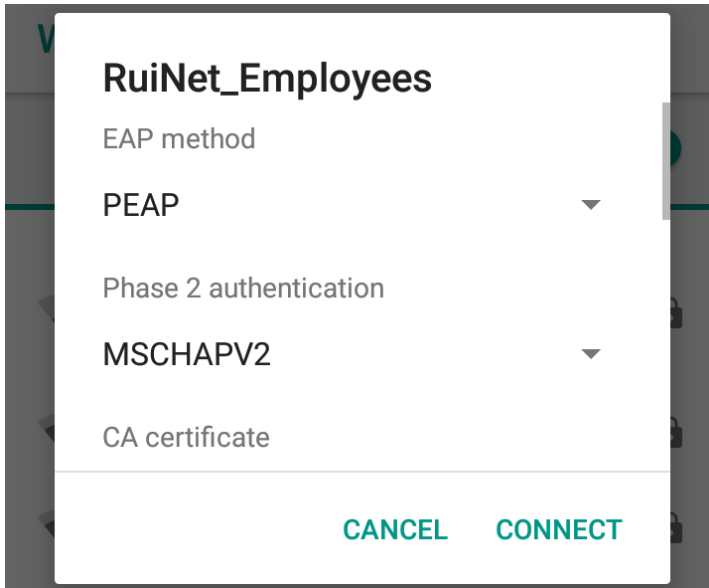 W
RuiNet_Employees
EAP method
PEAP
Phase 2 authentication
MSCHAPV2
CA certificate
CANCEL
CONNECT